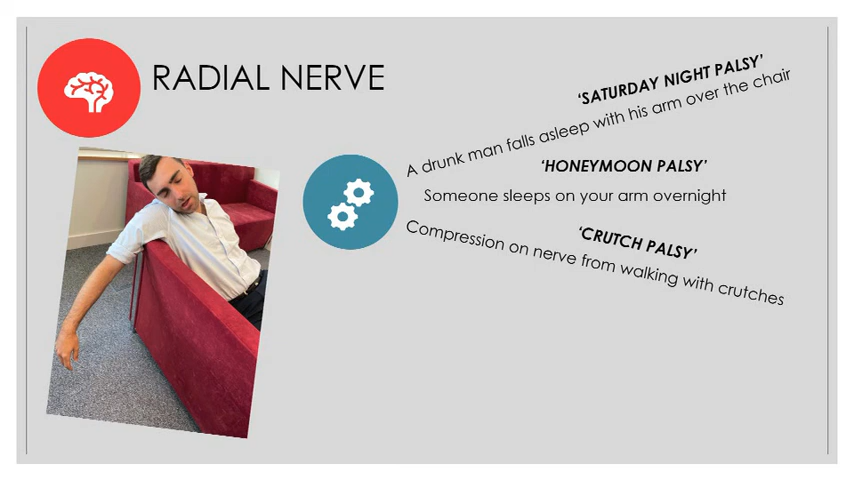 RADIAL NERVE
‘SATURDAY NIGHT PALSY’
A drunk man falls asleep with his arm over the chair
‘HONEYMOON PALSY’
Someone sleeps on your arm overnight
‘CRUTCH PALSY’
Compression on nerve from walking with crutches